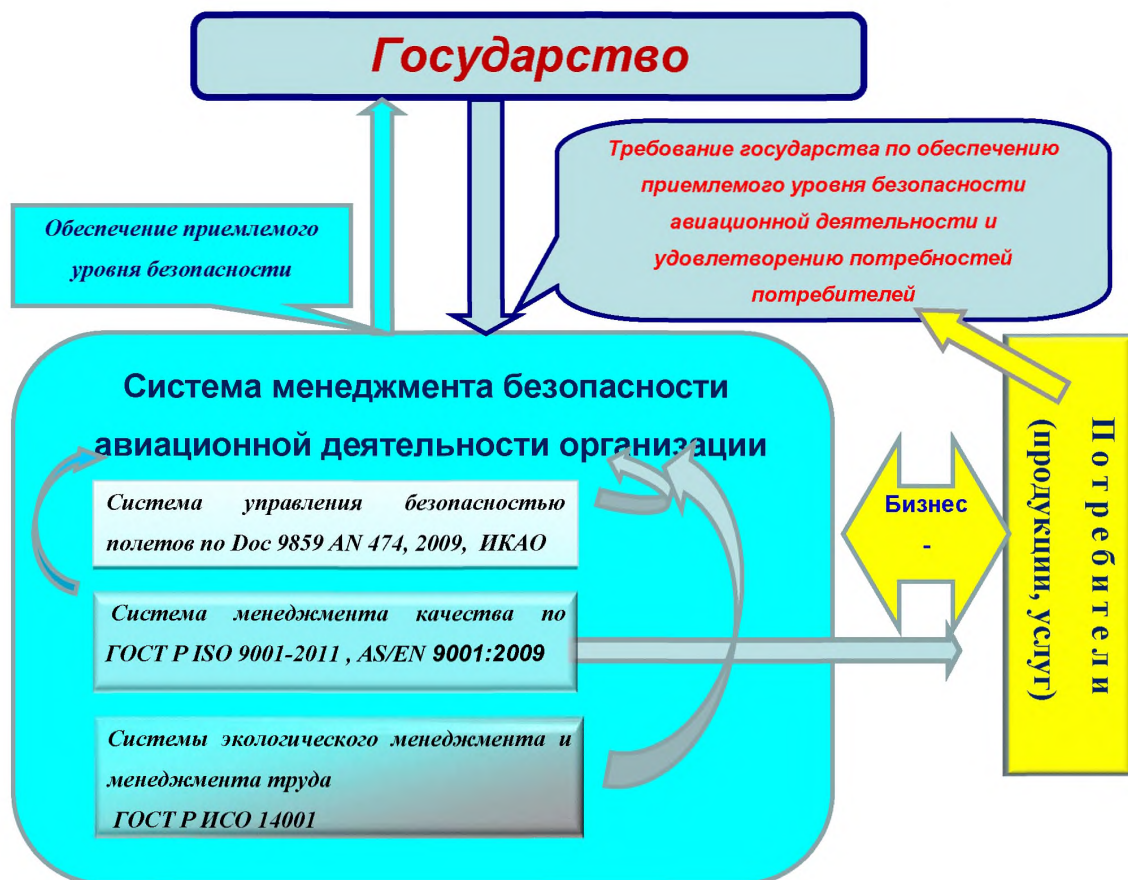 Государство
Требование государства по обеспечению
приемлемого уровня безопасности
авиационной деятельности и
удовлетворению потребностей
потребителей
Обеспечение приемлемого
уровня безопасности
Система менеджмента безопасности
авиационной деятельности организации
Система управления безопасностью
полетов по Doc 9859 AN 474, 2009, ИКАО
Система менеджмента качества по
ГОСТ Р ISO 9001-2011 , AS/EN 9001:2009
Системы экологического менеджмента и
менеджмента труда
ГОСТ Р ИСО 14001
Бизнес
-
Потребители
(продукции, услуг)